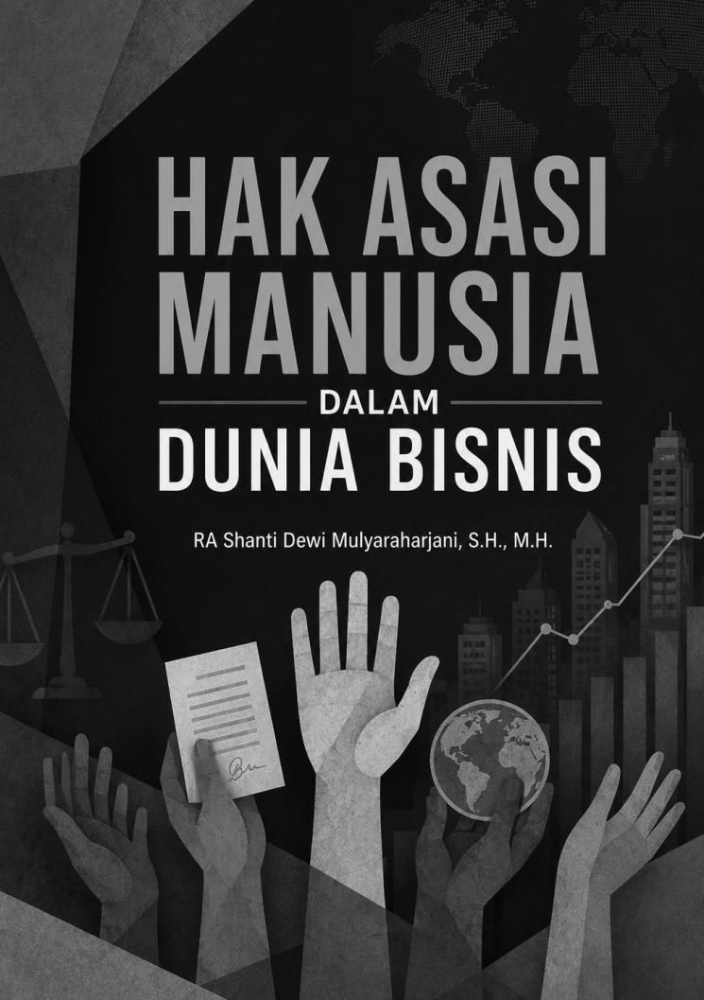 HAK ASASI
MANUSIA
DALAM
DUNIA BISNIS
RA Shanti Dewi Mulyaraharjani, S.H., M.H.